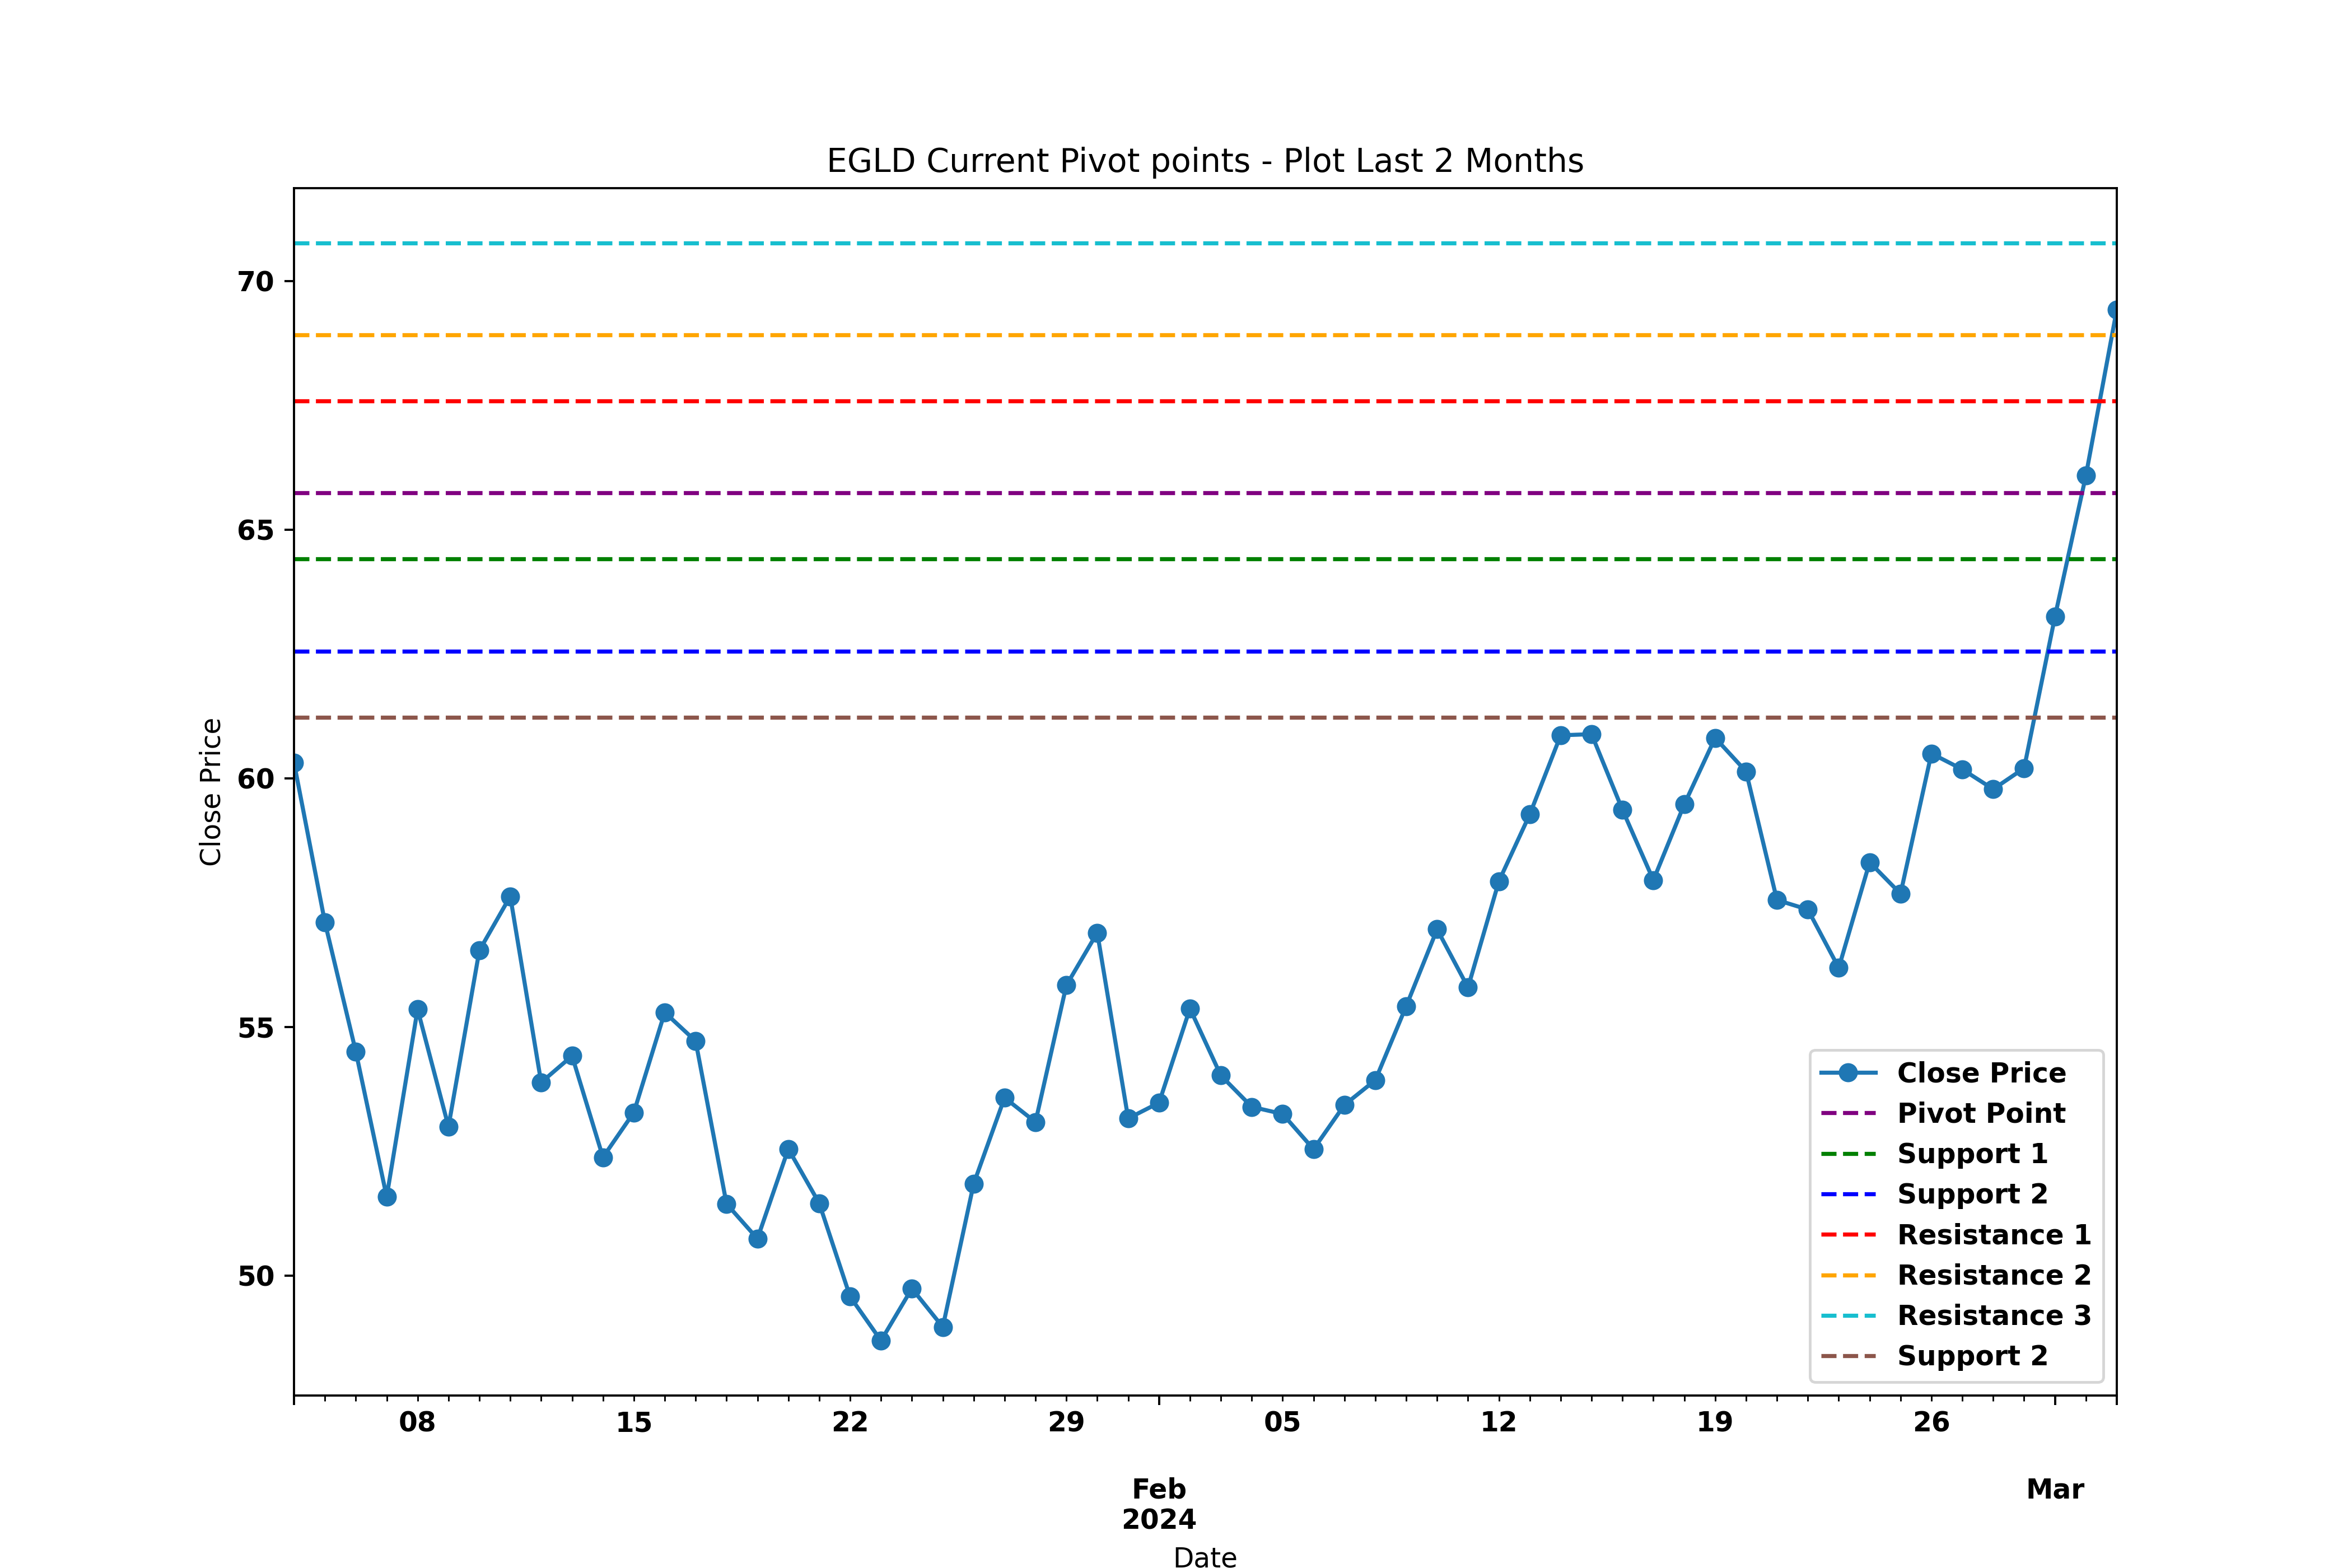 EGLD Current Pivot points - Plot Last 2 Months
70
65
60
55
50
Close Price
Close Price
Pivot Point
Support 1
Support 2
Resistance 1
Resistance 2
Resistance 3
Support 2
08 15 22 29 05 12 19 26
Feb Mar
2024
Date